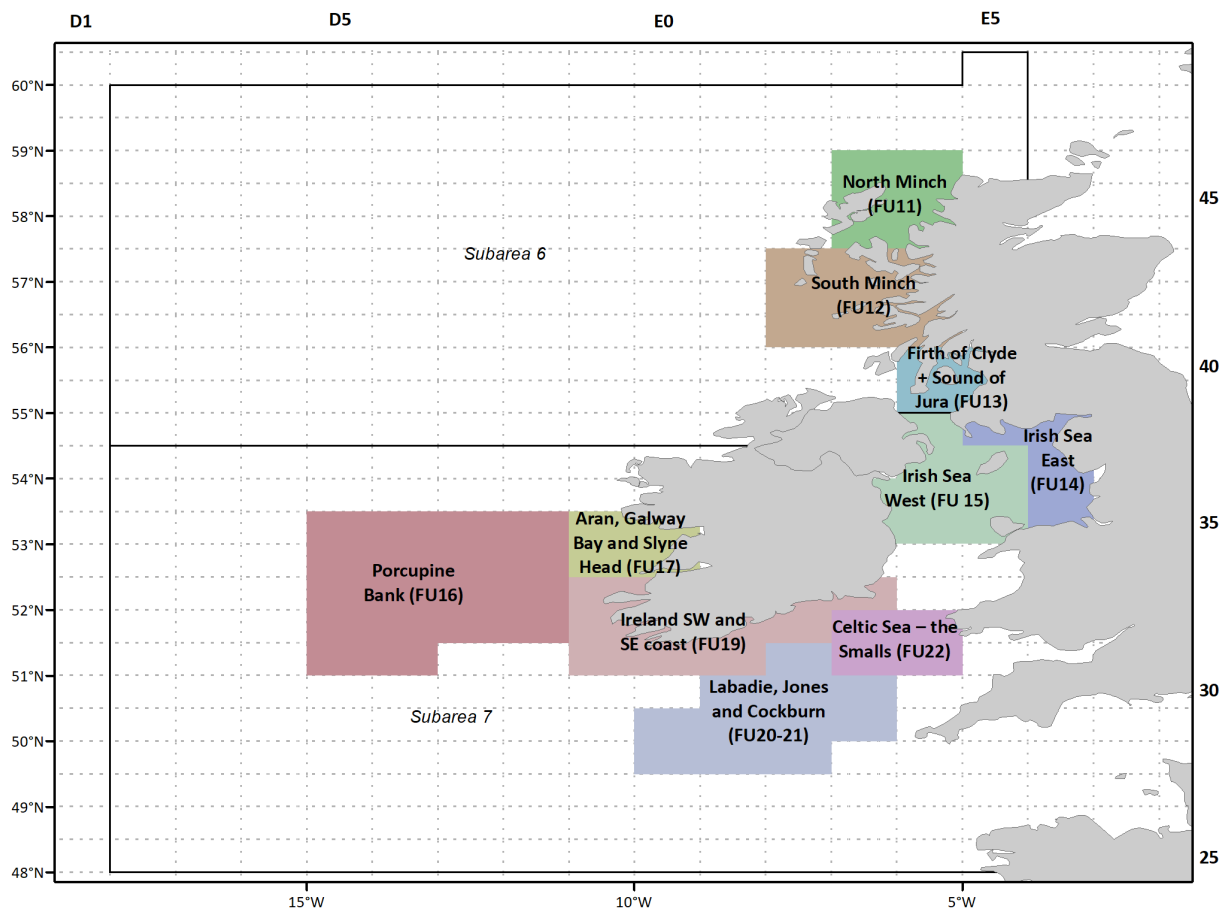 D1 D5 E0 E5
60°N
59°N
North Minch
(FU11)
45
58°N
Subarea 6
57°N
South Minch
(FU12)
56°N
Firth of Clyde
+ Sound of
Jura (FU13)
40
55°N
Irish Sea
East
(FU14)
54°N
Irish Sea
West (FU 15)
35
53°N
Aran, Galway
Bay and Slyne
Head (FU17)
Porcupine
Bank (FU16)
52°N
Ireland SW and
SE coast (FU19)
Celtic Sea – the
Smalls (FU22)
51°N
30
Labadie, Jones
and Cockburn
(FU20-21)
Subarea 7
50°N
49°N
48°N
25
15°W 10°W 5°W